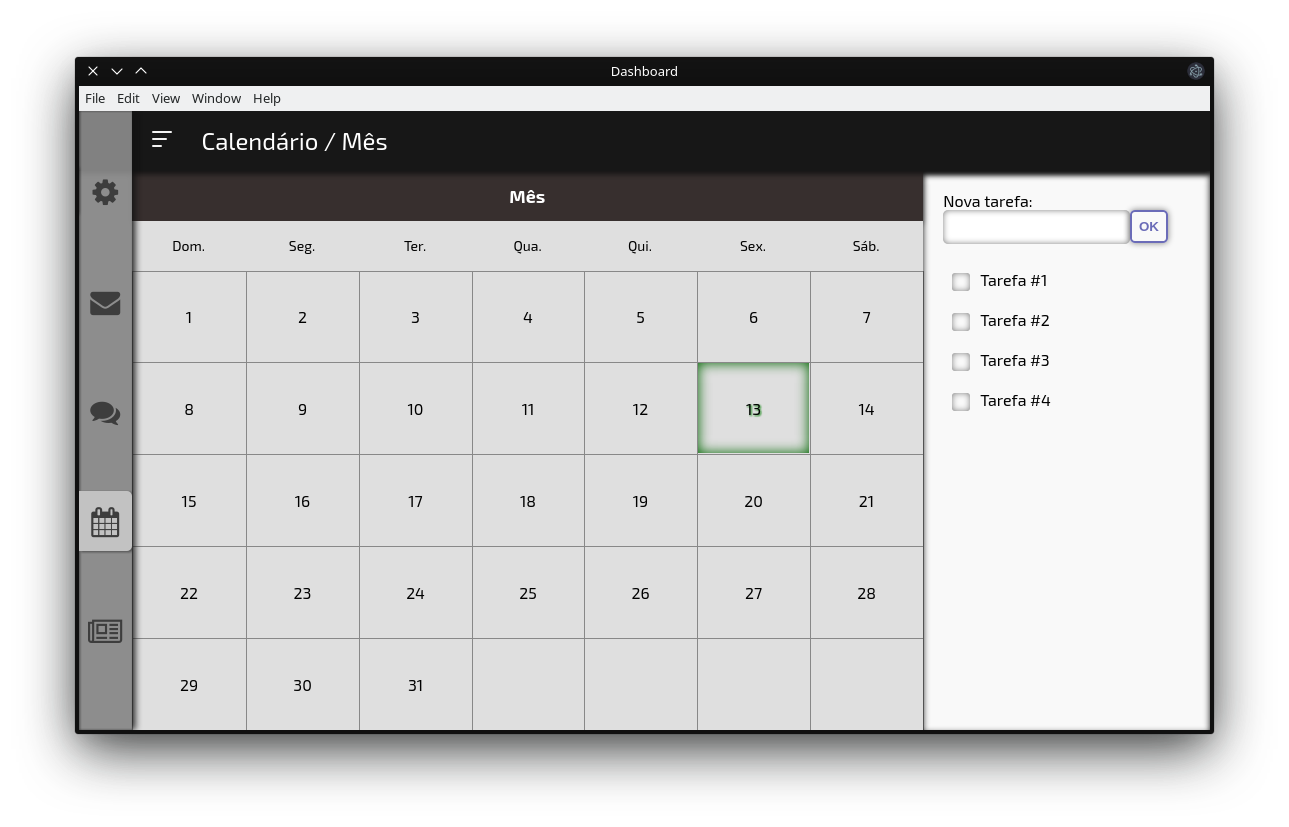 Dashboard
File Edit View Window Help
Calendário / Mês
Mês
Dom. Seg. Ter. Qua. Qui. Sex. Sáb.
1 2 3 4 5 6 7
8 9 10 11 12 13 14
15 16 17 18 19 20 21
22 23 24 25 26 27 28
29 30 31
Nova tarefa:
OK
Tarefa #1
Tarefa #2
Tarefa #3
Tarefa #4